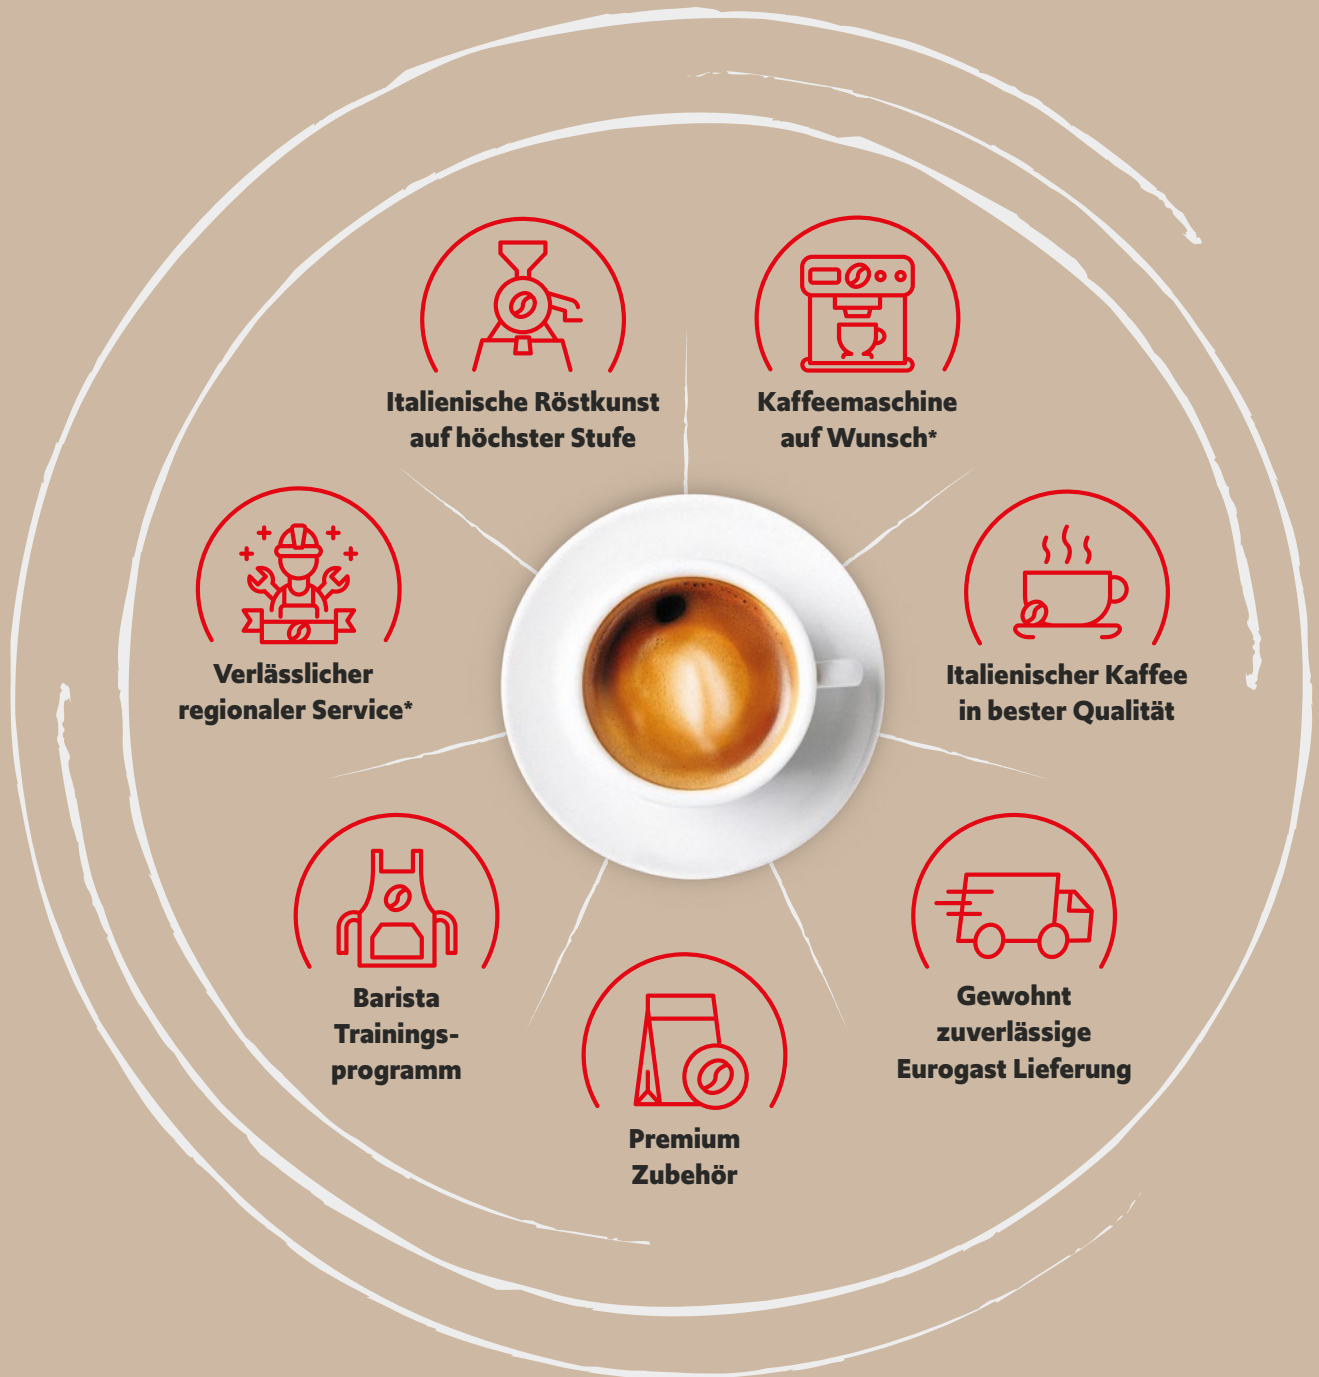 Italienische Röstkunst
auf höchster Stufe
Kaffeemaschine
auf Wunsch*
Verlässlicher
regionaler Service*
Italienischer Kaffee
in bester Qualität
Barista
Trainings-
programm
Gewohnt
zuverlässige
Eurogast Lieferung
Premium
Zubehör